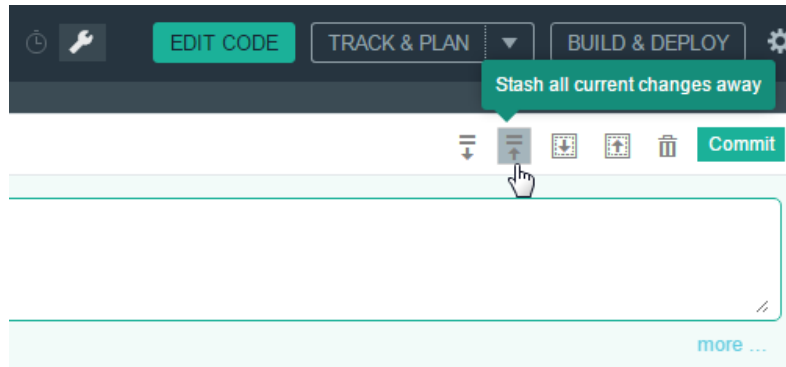 EDIT CODE TRACK & PLAN BUILD & DEPLOY
Stash all current changes away
Commit
more ...